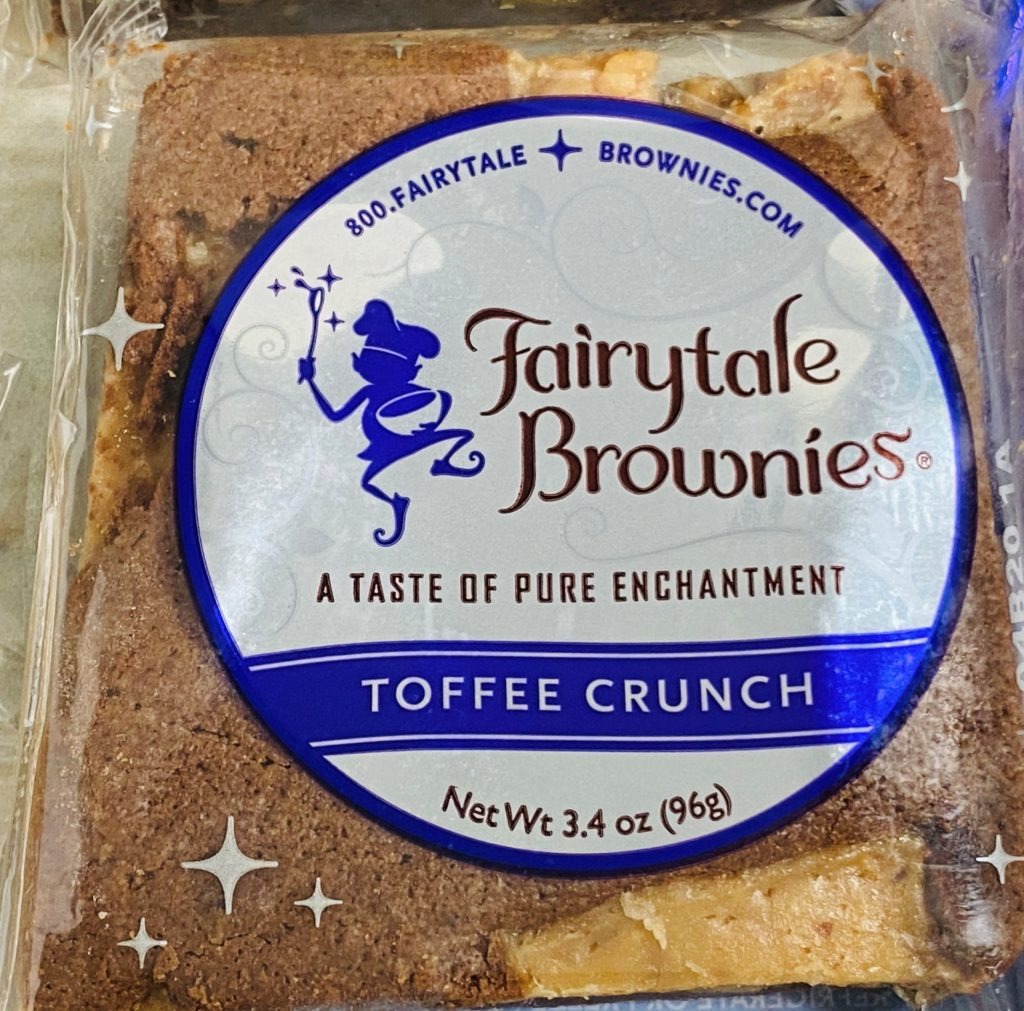 800.FAIRYTALE BROWNIES.COM
Fairytale
Brownies®
A TASTE OF PURE ENCHANTMENT
TOFFEE CRUNCH
Net Wt 3.4 oz (96g)